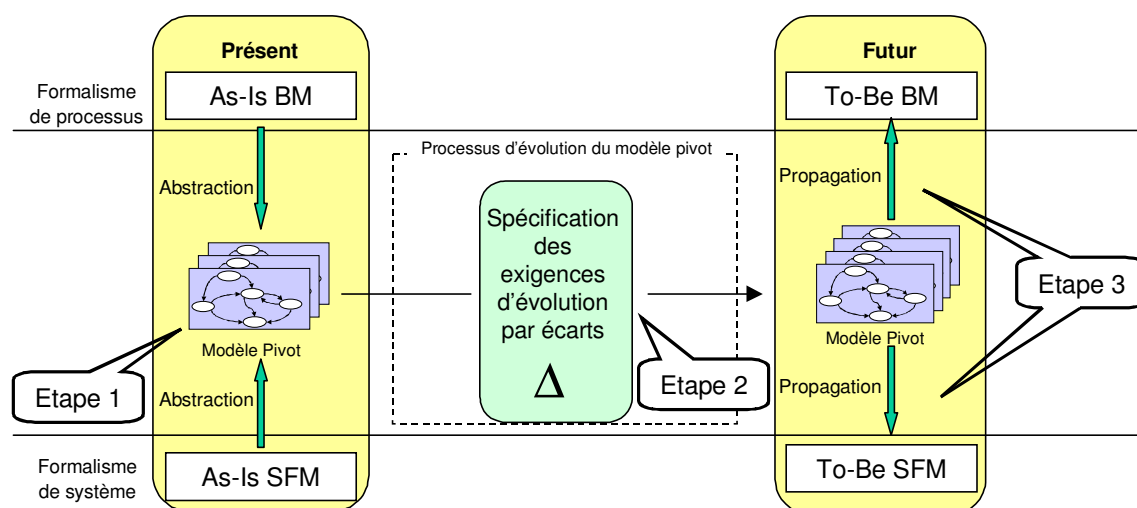 Présent
As-Is BM
Futur
To-Be BM
Formalisme
de processus
Processus d'évolution du modèle pivot
Abstraction
Propagation
Spécification
des
exigences
d'évolution
par écarts
Δ
Modèle Pivot
Modèle Pivot
Etape 1
Etape 2
Etape 3
Abstraction
Propagation
Formalisme
de système
As-Is SFM
To-Be SFM